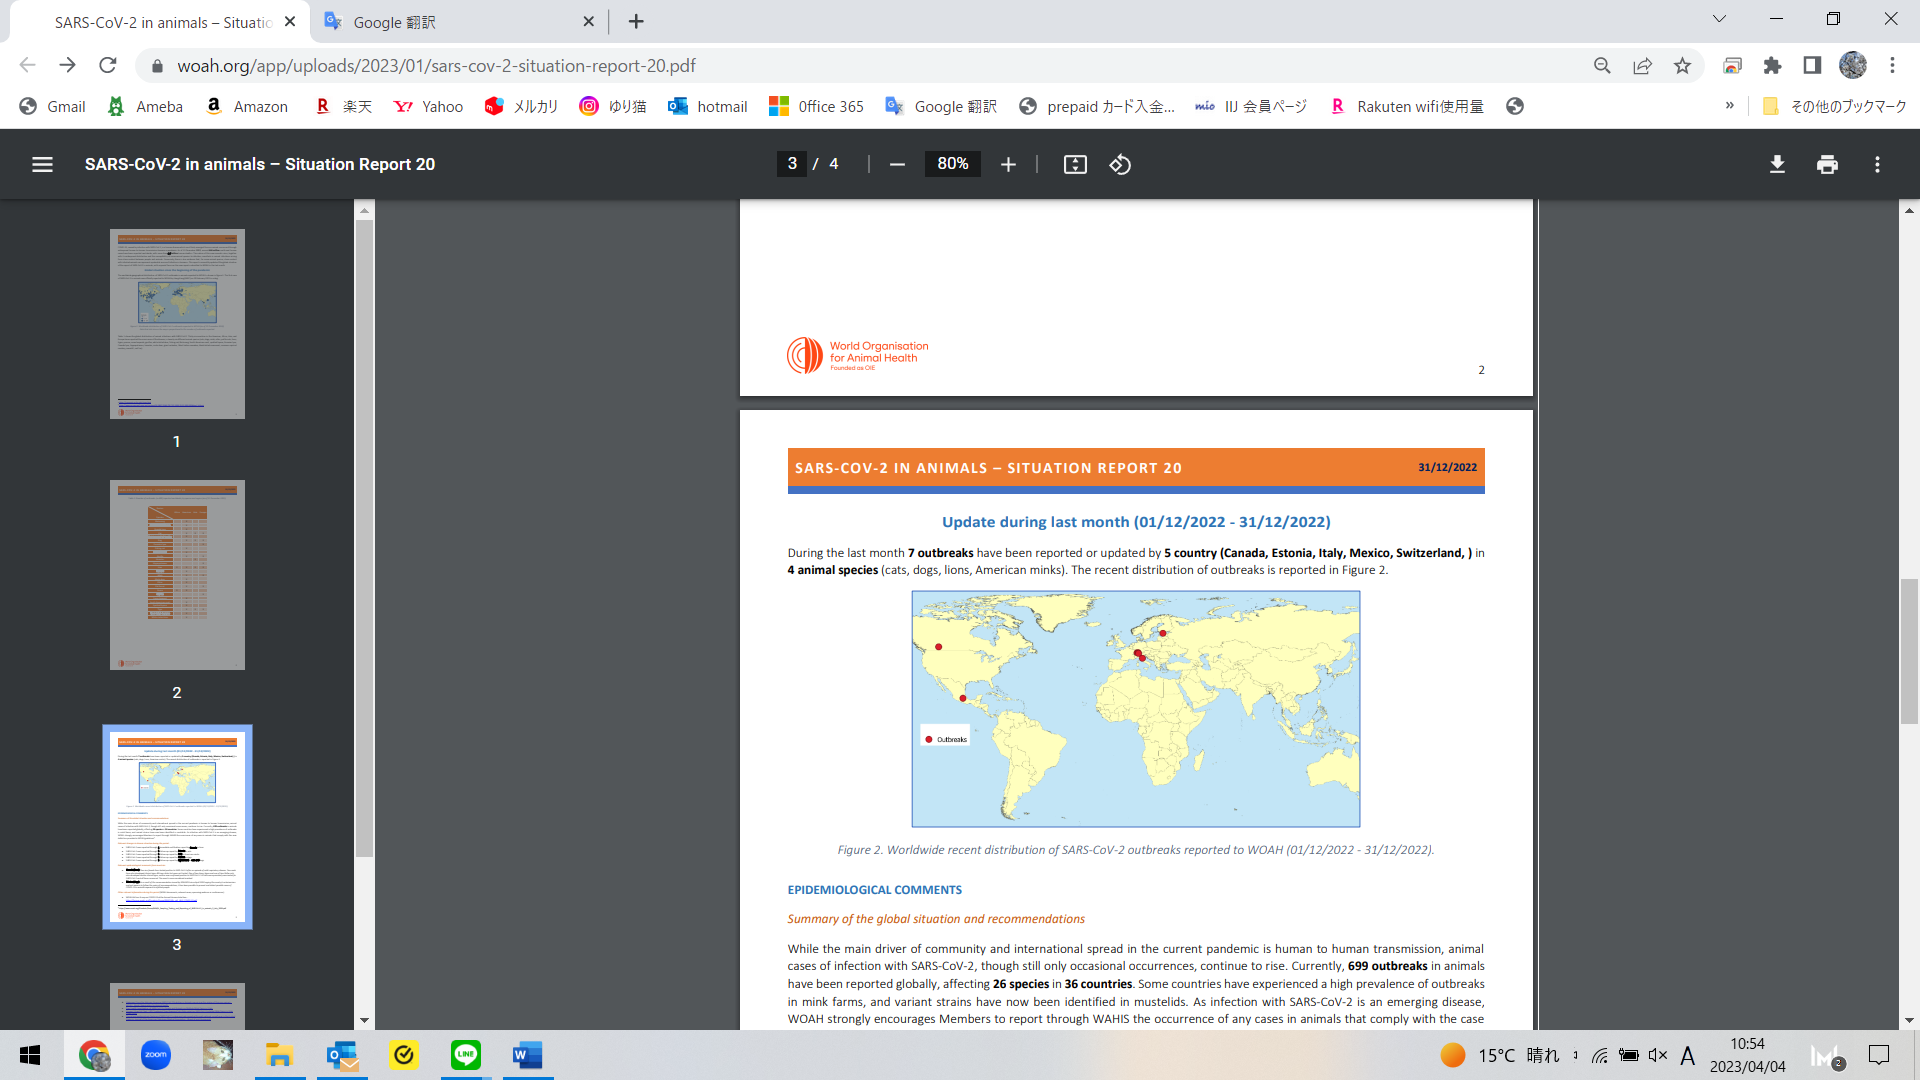 SARS-CoV-2 in animals – Situatio
Google 翻訳
woah.org/app/uploads/2023/01/sars-cov-2-situation-report-20.pdf
Gmail
Ameba
Amazon
楽天
Yahoo
メルカリ
ゆり猫
hotmail
Office 365
Google 翻訳
prepaid カード入金...
mio
IIJ 会員ページ
Rakuten wifi使用量
»
その他のブックマーク
SARS-CoV-2 in animals – Situation Report 20
3 / 4
80%
1
2
3
World Organisation
for Animal Health
Founded as OIE
2
SARS-COV-2 IN ANIMALS – SITUATION REPORT 20
31/12/2022
Update during last month (01/12/2022 - 31/12/2022)
During the last month 7 outbreaks have been reported or updated by 5 country (Canada, Estonia, Italy, Mexico, Switzerland, ) in
4 animal species (cats, dogs, lions, American minks). The recent distribution of outbreaks is reported in Figure 2.
Outbreaks
Figure 2. Worldwide recent distribution of SARS-CoV-2 outbreaks reported to WOAH (01/12/2022 - 31/12/2022).
EPIDEMIOLOGICAL COMMENTS
Summary of the global situation and recommendations
While the main driver of community and international spread in the current pandemic is human to human transmission, animal
cases of infection with SARS-CoV-2, though still only occasional occurrences, continue to rise. Currently, 699 outbreaks in animals
have been reported globally, affecting 26 species in 36 countries. Some countries have experienced a high prevalence of outbreaks
in mink farms, and variant strains have now been identified in mustelids. As infection with SARS-CoV-2 is an emerging disease,
WOAH strongly encourages Members to report through WAHIS the occurrence of any cases in animals that comply with the case
zoom
LINE
15°C 晴れ
A
10:54
2023/04/04
2